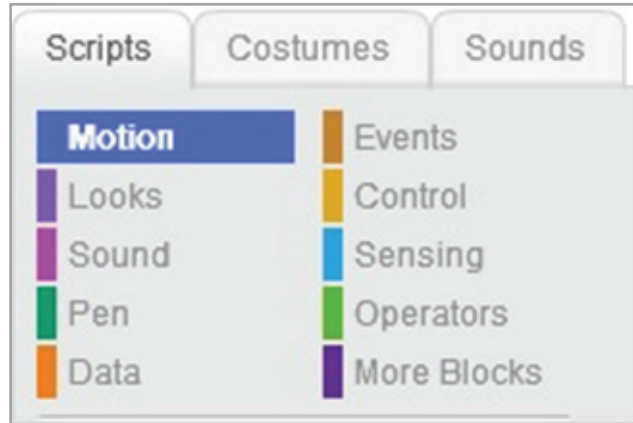 Scripts Costumes Sounds
Motion Events
Looks Control
Sound Sensing
Pen Operators
Data More Blocks